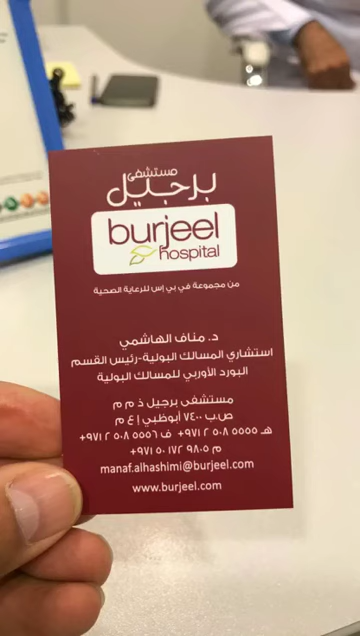 مستشفى
برجيل
burjeel
hospital
من مجموعة في بي إس للرعاية الصحية
د. مناف الهاشمي
استشاري المسالك البولية-رئيس القسم
البورد الأوربي للمسالك البولية
مستشفى برجيل ذ م م
ص.ب ٧٤٠٠ أبوظبي إ ع م
هـ ٥٥٥٥ ٥٠٨ ٢ ٩٧١+ ف ٥٥٥٦ ٥٠٨ ٢ ٩٧١+
م ٩٨٠٥ ١٧٢ ٥٠ ٩٧١+
manaf.alhashimi@burjeel.com
www.burjeel.com